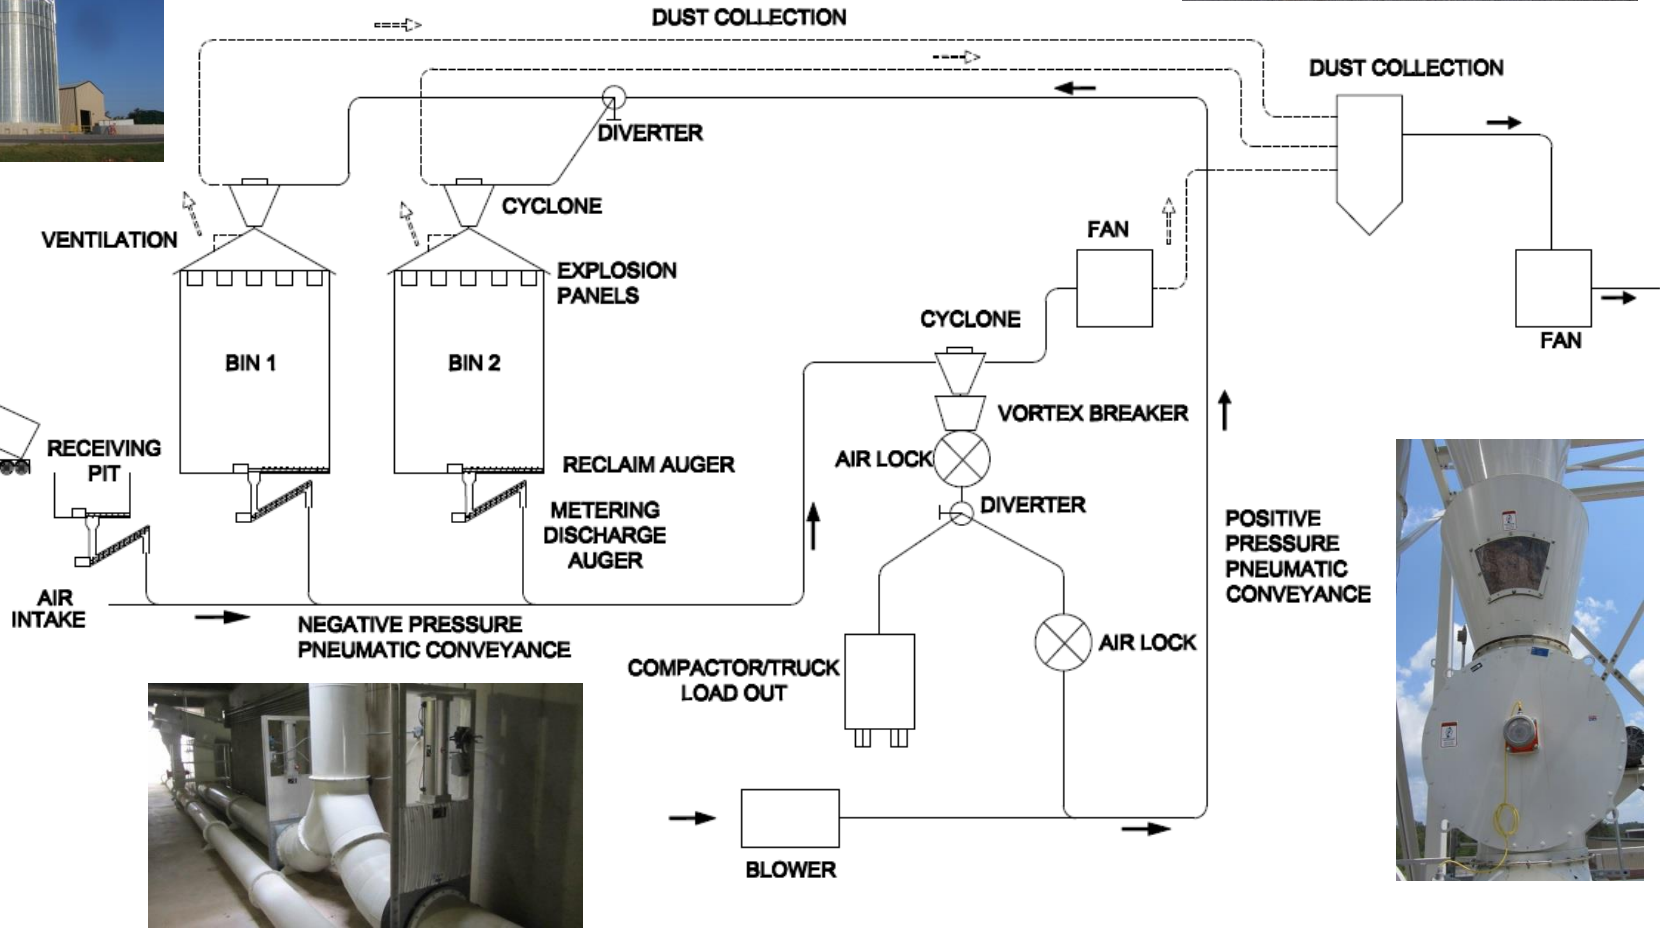 DUST COLLECTION
DUST COLLECTION
DIVERTER
CYCLONE
VENTILATION
FAN
EXPLOSION
PANELS
CYCLONE
FAN
BIN 1
BIN 2
VORTEX BREAKER
RECEIVING
PIT
RECLAIM AUGER
AIR LOCK
METERING
DISCHARGE
AUGER
DIVERTER
POSITIVE
PRESSURE
PNEUMATIC
CONVEYANCE
AIR
INTAKE
NEGATIVE PRESSURE
PNEUMATIC CONVEYANCE
AIR LOCK
COMPACTOR/TRUCK
LOAD OUT
BLOWER